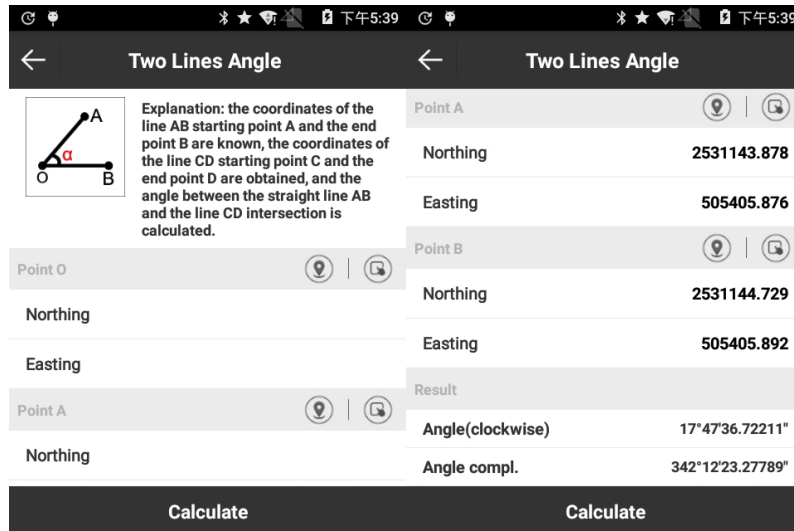 下午5:39
Two Lines Angle
A
α
O
B
Explanation: the coordinates of the
line AB starting point A and the end
point B are known, the coordinates of
the line CD starting point C and the
end point D are obtained, and the
angle between the straight line AB
and the line CD intersection is
calculated.
Point O
Northing
Easting
Point A
Northing
Calculate
下午5:39
Two Lines Angle
Point A
Northing 2531143.878
Easting 505405.876
Point B
Northing 2531144.729
Easting 505405.892
Result
Angle(clockwise) 17°47'36.72211"
Angle compl. 342°12'23.27789"
Calculate